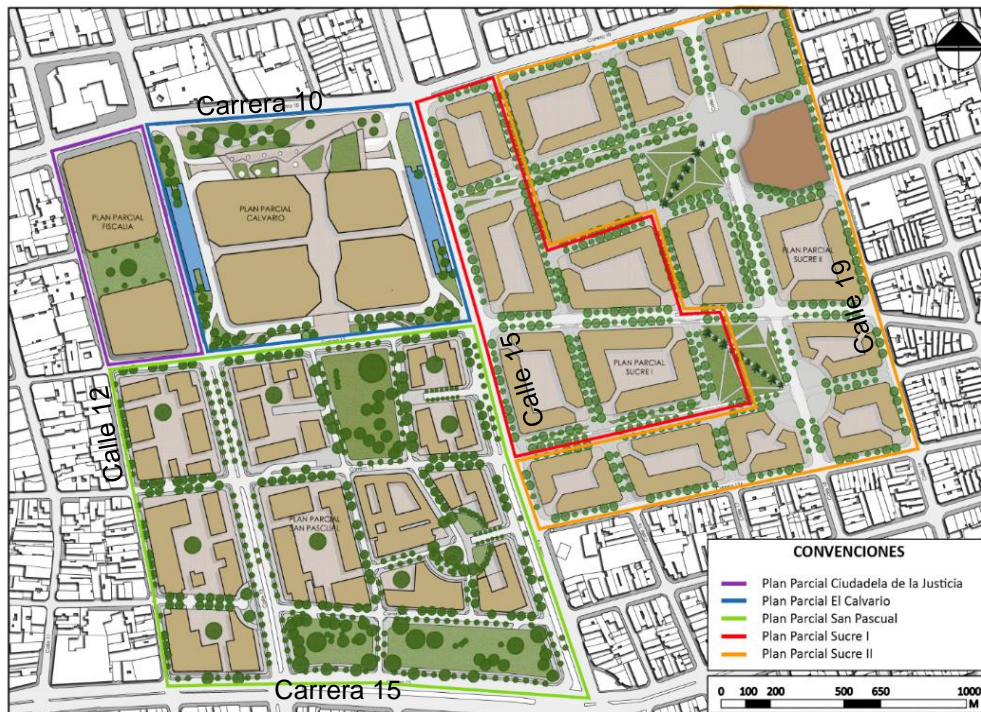 Carrera 10
PLAN PARCIAL
FISCALIA
PLAN PARCIAL
CALVARIO
PLAN PARCIAL
SUCRE II
Calle 19
Calle 15
PLAN PARCIAL
SUCRE I
Calle 12
PLAN PARCIAL
SAN PASCUAL
Carrera 15
CONVENCIONES
Plan Parcial Ciudadela de la Justicia
Plan Parcial El Calvario
Plan Parcial San Pascual
Plan Parcial Sucre I
Plan Parcial Sucre II
0 100 200 500 650 1000
M